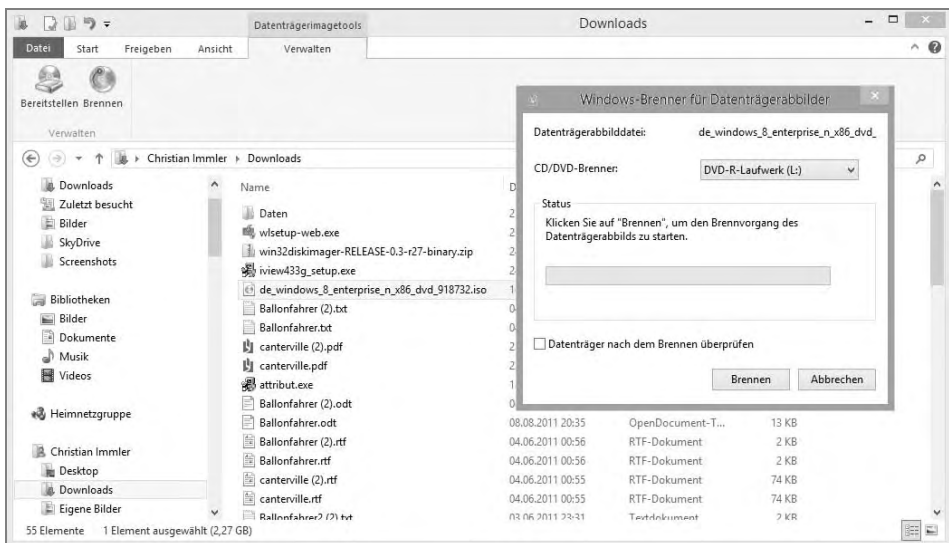 Datenträgerimagetools
Downloads
Datei Start Freigeben Ansicht Verwalten
Bereitstellen Brennen
Verwalten
Christian Immler Downloads
Downloads
Zuletzt besucht
Bilder
SkyDrive
Screenshots
Bibliotheken
Bilder
Dokumente
Musik
Videos
Heimnetzgruppe
Christian Immler
Desktop
Downloads
Eigene Bilder
Name
Daten
wlsetup-web.exe
win32diskimager-RELEASE-0.3-r27-binary.zip
iview433g_setup.exe
de_windows_8_enterprise_n_x86_dvd_918732.iso
Ballonfahrer (2).txt
Ballonfahrer.txt
canterville (2).pdf
canterville.pdf
attribut.exe
Ballonfahrer (2).odt
Ballonfahrer.odt 08.08.2011 20:35 OpenDocument-T... 13 KB
Ballonfahrer (2).rtf 04.06.2011 00:56 RTF-Dokument 2 KB
Ballonfahrer.rtf 04.06.2011 00:56 RTF-Dokument 2 KB
canterville (2).rtf 04.06.2011 00:55 RTF-Dokument 74 KB
canterville.rtf 04.06.2011 00:55 RTF-Dokument 74 KB
Ballonfahrer2 (2).txt 03.06.2011 23:31 Textdokument 2 KB
55 Elemente 1 Element ausgewählt (2,27 GB)
Windows-Brenner für Datenträgerabbilder
Datenträgerabbilddatei: de_windows_8_enterprise_n_x86_dvd_
CD/DVD-Brenner: DVD-R-Laufwerk (L:)
Status
Klicken Sie auf "Brennen", um den Brennvorgang des
Datenträgerabbilds zu starten.
Datenträger nach dem Brennen überprüfen
Brennen Abbrechen